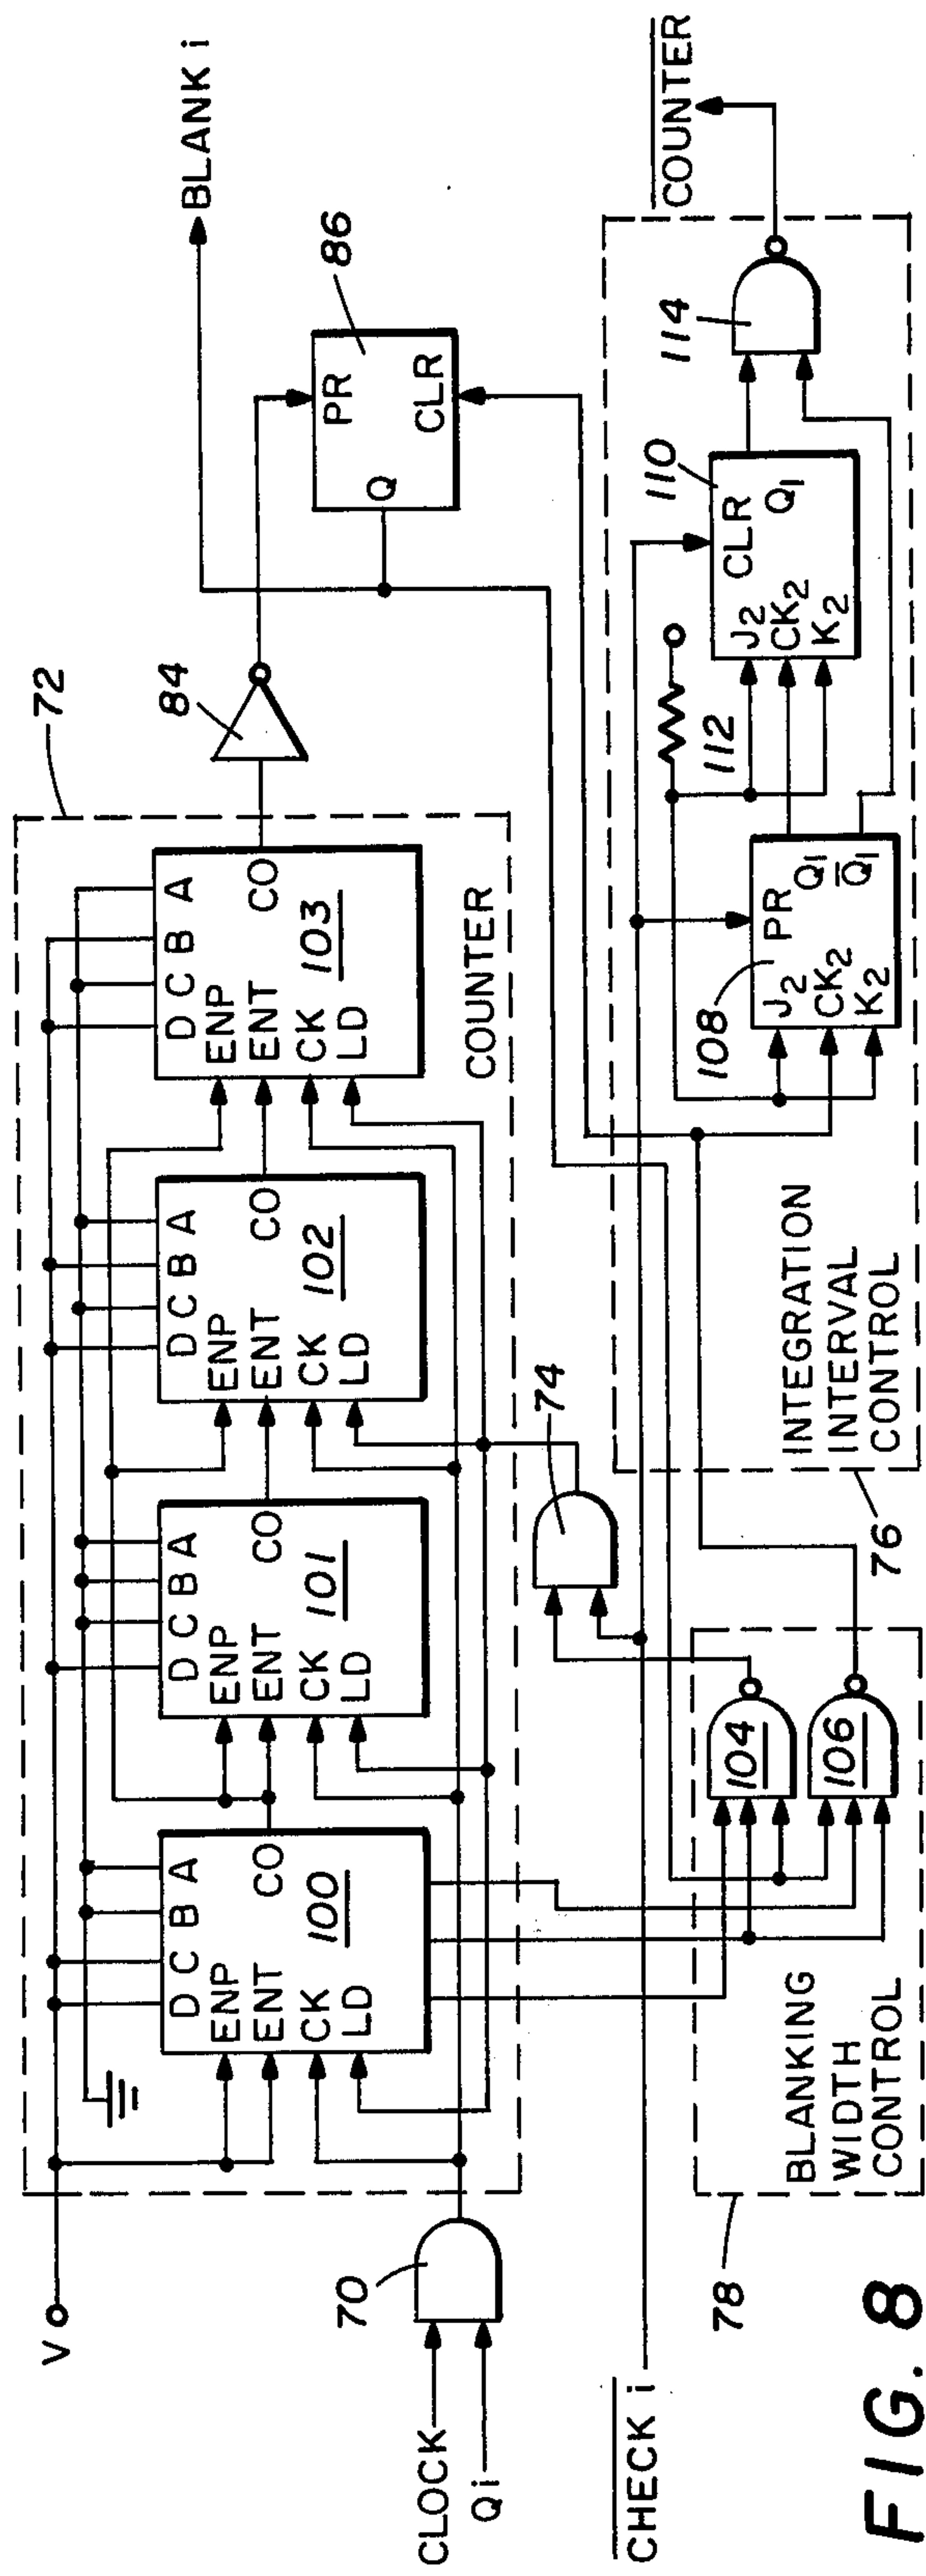 V
CLOCK
Qi
CHECK i
70
72
D C B A
ENP
ENT
CK
LD
CO
100
D C B A
ENP
ENT
CK
LD
CO
101
D C B A
ENP
ENT
CK
LD
CO
102
D C B A
ENP
ENT
CK
LD
CO
103
COUNTER
84
BLANK i
86
PR
Q
CLR
74
78
BLANKING
WIDTH
CONTROL
104
106
76
INTEGRATION
INTERVAL
CONTROL
108
PR
J2
CK2
K2
Q1
Q̅1
112
110
CLR
J2
CK2
K2
Q1
114
COUNTER
FIG. 8